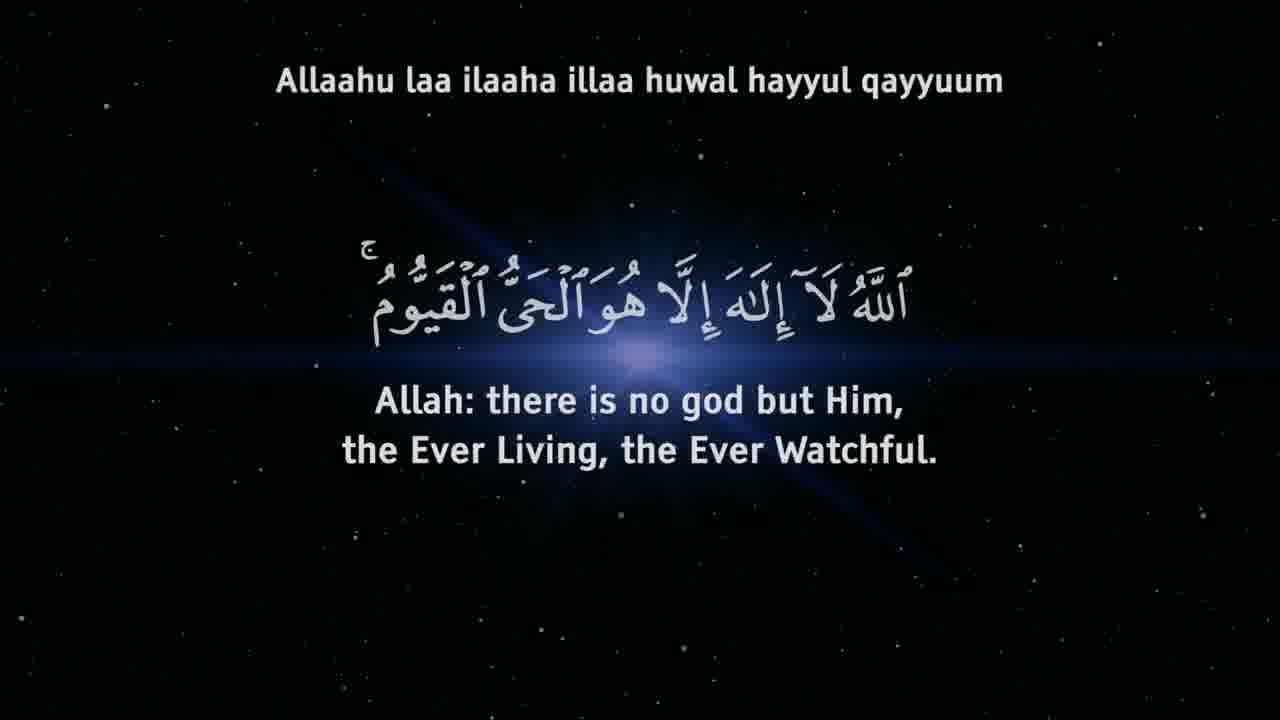 Allaahu laa ilaaha illaa huwal hayyul qayyuum
ٱللَّهُ لَآ إِلَـٰهَ إِلَّا هُوَ ٱلْحَىُّ ٱلْقَيُّومُ ۚ
Allah: there is no god but Him,
the Ever Living, the Ever Watchful.